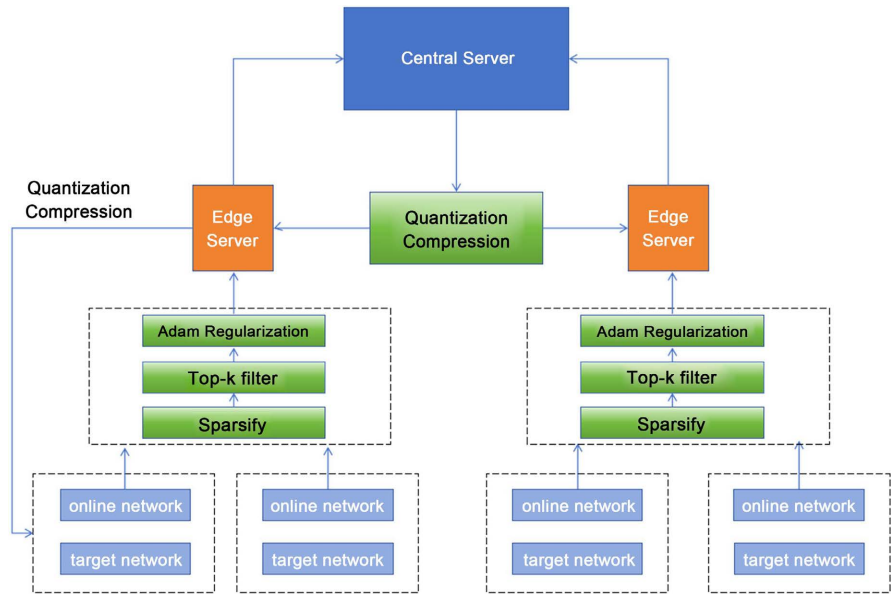 Central Server
Quantization
Compression
Edge
Server
Quantization
Compression
Edge
Server
Adam Regularization
Top-k filter
Sparsify
Adam Regularization
Top-k filter
Sparsify
online network
target network
online network
target network
online network
target network
online network
target network